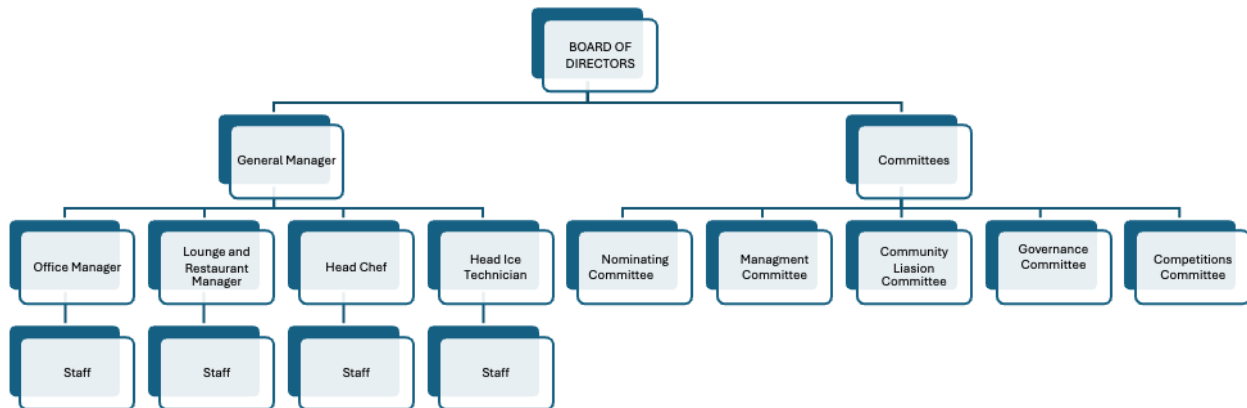 BOARD OF
DIRECTORS
General Manager
Committees
Office Manager
Lounge and
Restaurant
Manager
Head Chef
Head Ice
Technician
Nominating
Committee
Managment
Committee
Community
Liasion
Committee
Governance
Committee
Competitions
Committee
Staff
Staff
Staff
Staff